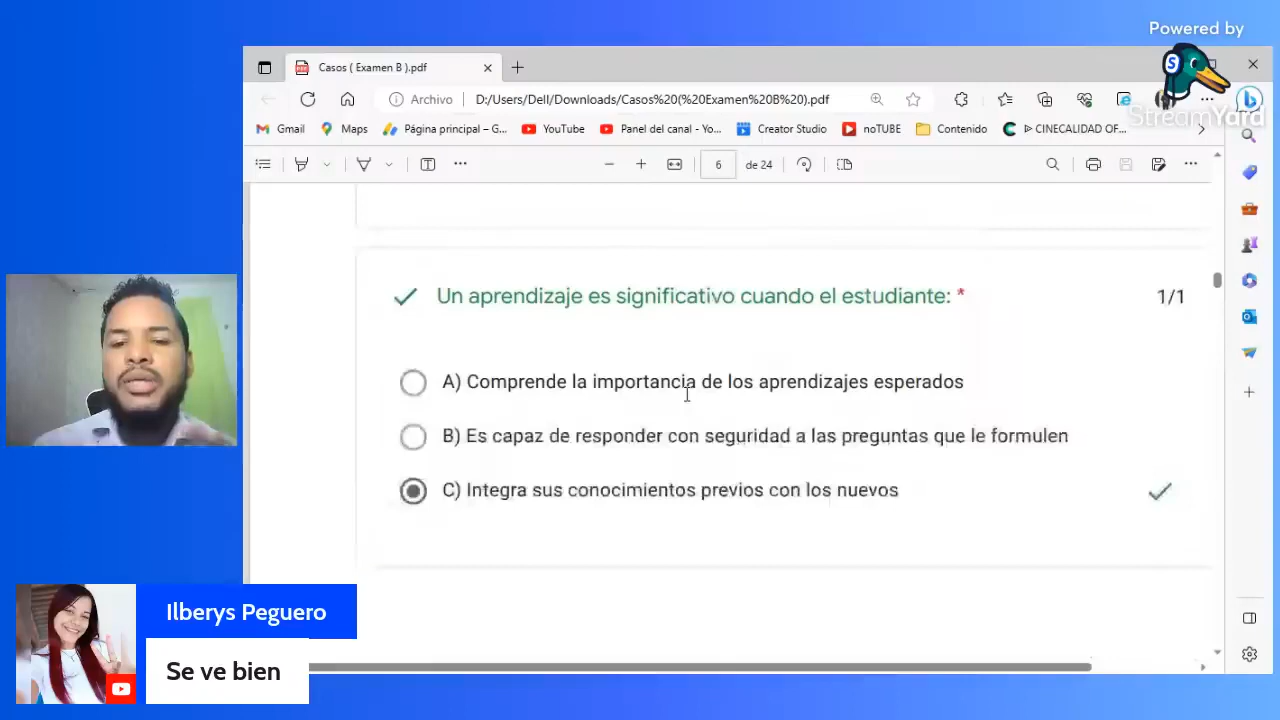 Powered by
StreamYard
Casos ( Examen B ).pdf
Archivo
D:/Users/Dell/Downloads/Casos%20(%20Examen%20B%20).pdf
Gmail
Maps
Página principal – G...
YouTube
Panel del canal - Yo...
Creator Studio
noTUBE
Contenido
ᐅ CINECALIDAD OF...
6
de 24
Un aprendizaje es significativo cuando el estudiante: *
1/1
A) Comprende la importancia de los aprendizajes esperados
B) Es capaz de responder con seguridad a las preguntas que le formulen
C) Integra sus conocimientos previos con los nuevos
Ilberys Peguero
Se ve bien